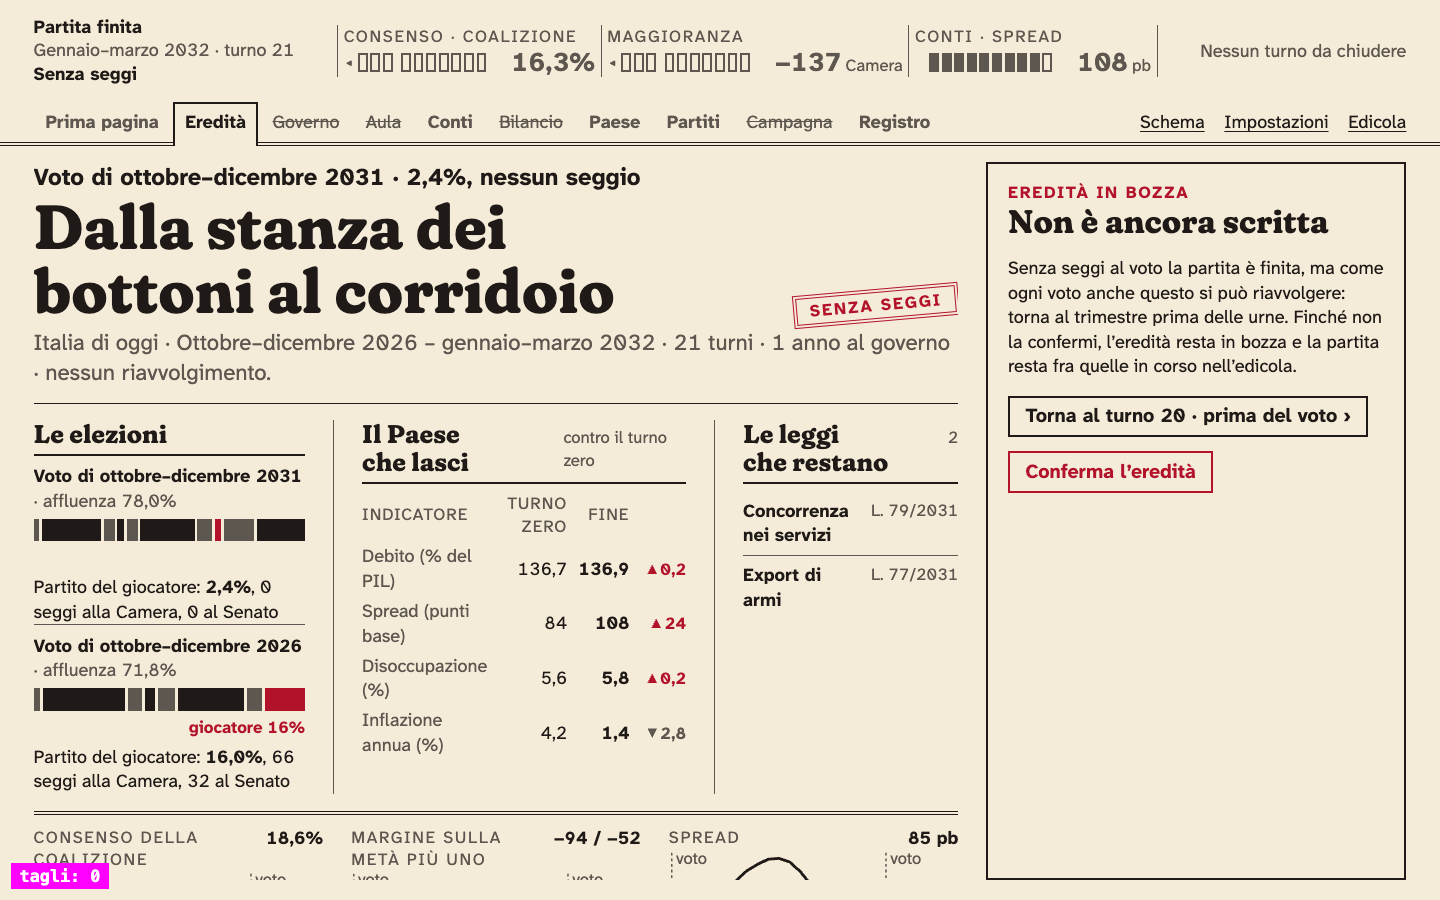 Partita finita
Gennaio–marzo 2032 · turno 21
Senza seggi
CONSENSO · COALIZIONE
16,3%
MAGGIORANZA
–137 Camera
CONTI · SPREAD
108 pb
Nessun turno da chiudere
Prima pagina Eredità Governo Aula Conti Bilancio Paese Partiti Campagna Registro
Schema Impostazioni Edicola
Voto di ottobre–dicembre 2031 · 2,4%, nessun seggio
Dalla stanza dei
bottoni al corridoio
SENZA SEGGI
Italia di oggi · Ottobre–dicembre 2026 – gennaio–marzo 2032 · 21 turni · 1 anno al governo
· nessun riavvolgimento.
Le elezioni
Voto di ottobre–dicembre 2031
· affluenza 78,0%
Partito del giocatore: 2,4%, 0
seggi alla Camera, 0 al Senato
Voto di ottobre–dicembre 2026
· affluenza 71,8%
giocatore 16%
Partito del giocatore: 16,0%, 66
seggi alla Camera, 32 al Senato
Il Paese
che lasci
contro il turno
zero
INDICATORE
TURNO
ZERO
FINE
Debito (% del
PIL)
136,7 136,9 ▲0,2
Spread (punti
base)
84 108 ▲24
Disoccupazione
(%)
5,6 5,8 ▲0,2
Inflazione
annua (%)
4,2 1,4 ▼2,8
Le leggi
che restano
2
Concorrenza
nei servizi
L. 79/2031
Export di
armi
L. 77/2031
CONSENSO DELLA
COALIZIONE
18,6%
voto
MARGINE SULLA
METÀ PIÙ UNO
–94 / –52
voto
voto
SPREAD
85 pb
voto
voto
EREDITÀ IN BOZZA
Non è ancora scritta
Senza seggi al voto la partita è finita, ma come
ogni voto anche questo si può riavvolgere:
torna al trimestre prima delle urne. Finché non
la confermi, l’eredità resta in bozza e la partita
resta fra quelle in corso nell’edicola.
Torna al turno 20 · prima del voto ›
Conferma l’eredità
tagli: 0